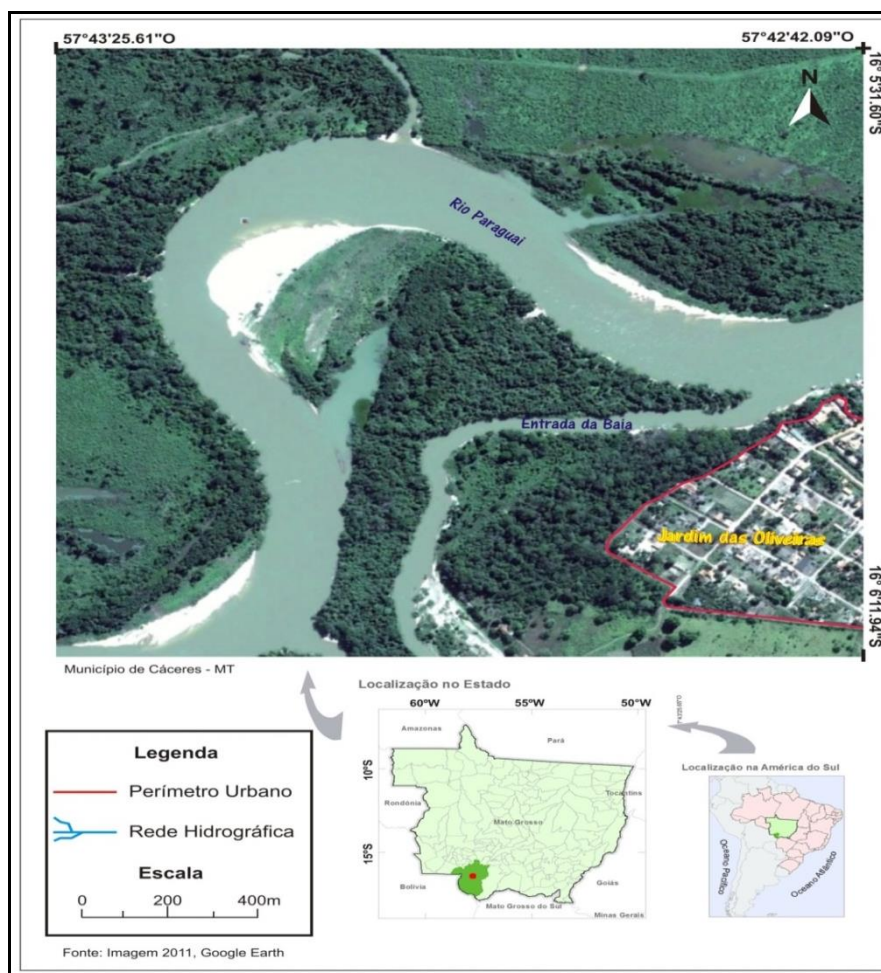 57°43'25.61"O
57°42'42.09"O
16° 5'31.60"S
N
Rio Paraguai
Entrada da Baia
Jardim das Oliveiras
16° 6'11.94"S
Município de Cáceres - MT
Localização no Estado
60°W
55°W
50°W
Amazonas
Pará
10°S
Rondônia
Tocantins
Mato Grosso
15°S
Bolívia
Goiás
Mato Grosso do Sul
Minas Gerais
Localização na América do Sul
Oceano Pacífico
Oceano Atlântico
Legenda
Perímetro Urbano
Rede Hidrográfica
Escala
0 200 400m
Fonte: Imagem 2011, Google Earth